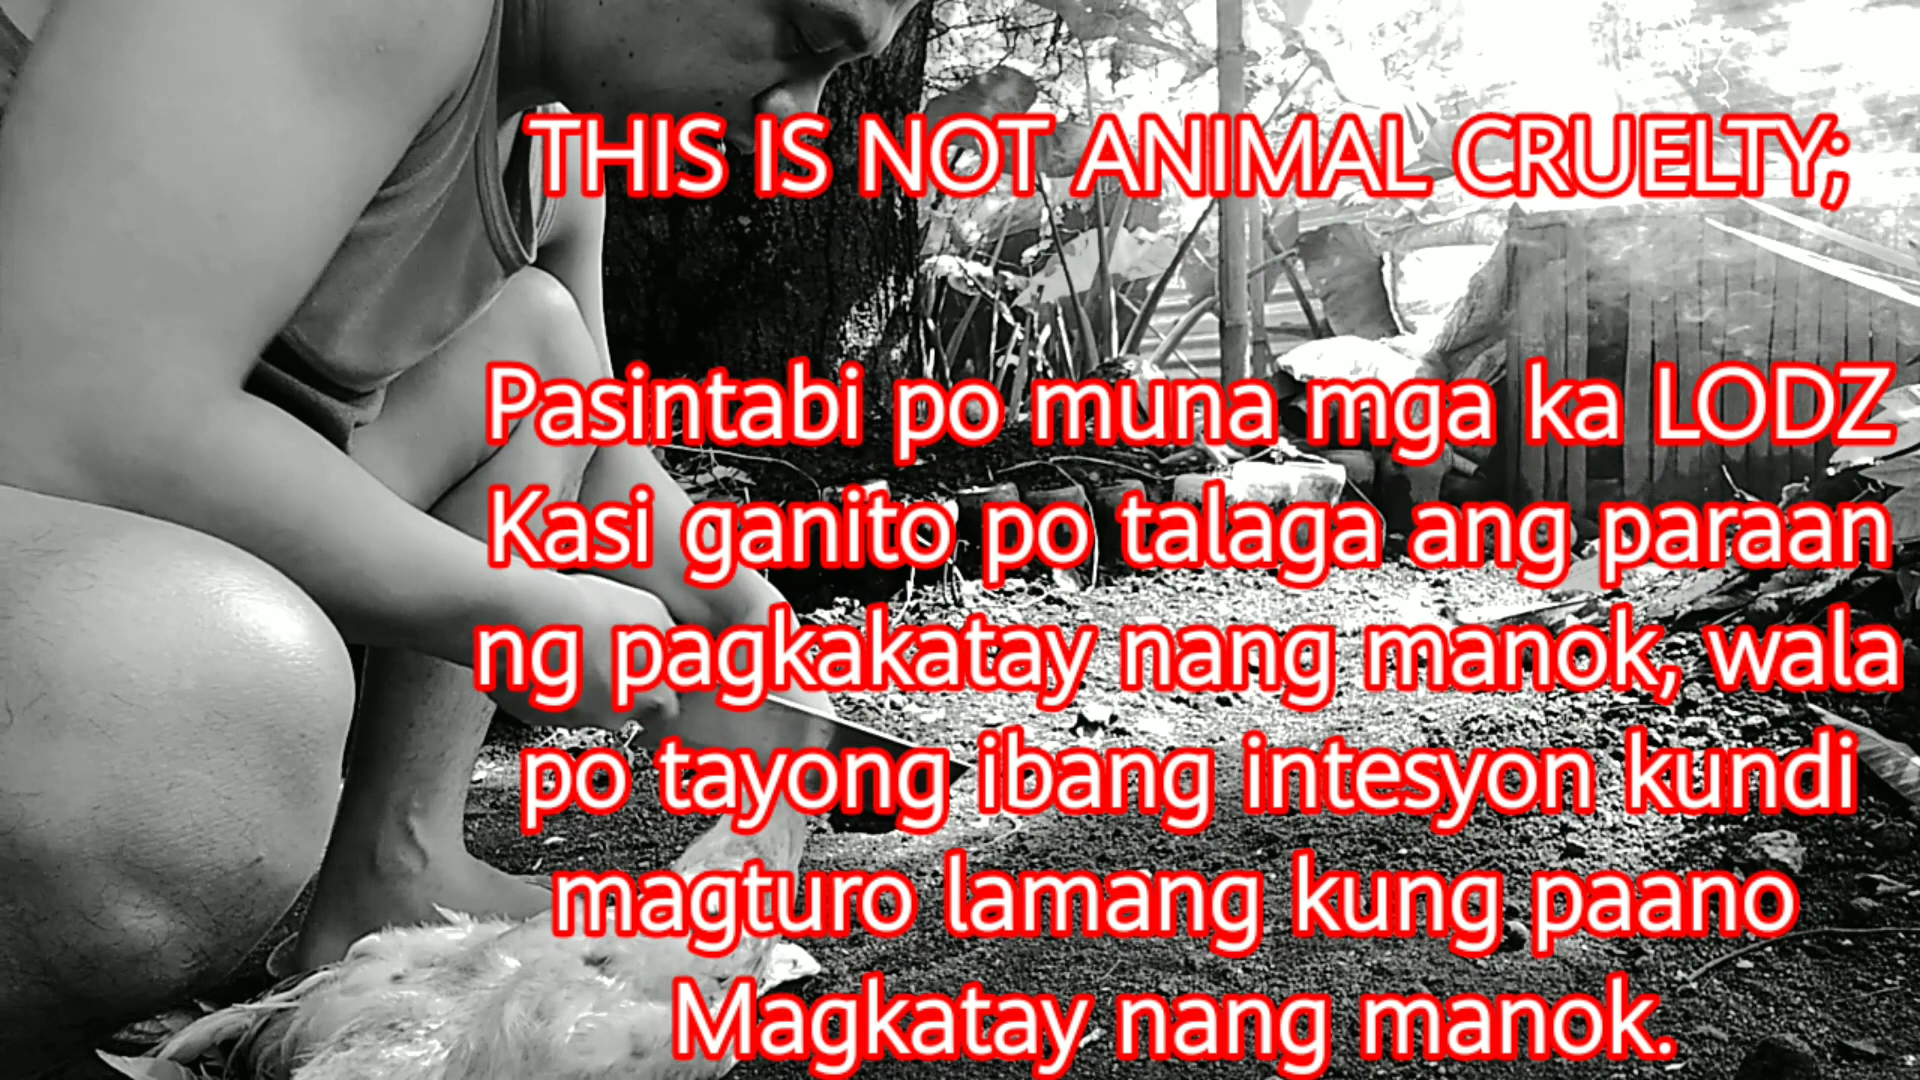 THIS IS NOT ANIMAL CRUELTY;
Pasintabi po muna mga ka LODZ
Kasi ganito po talaga ang paraan
ng pagkakatay nang manok, wala
po tayong ibang intesyon kundi
magturo lamang kung paano
Magkatay nang manok.